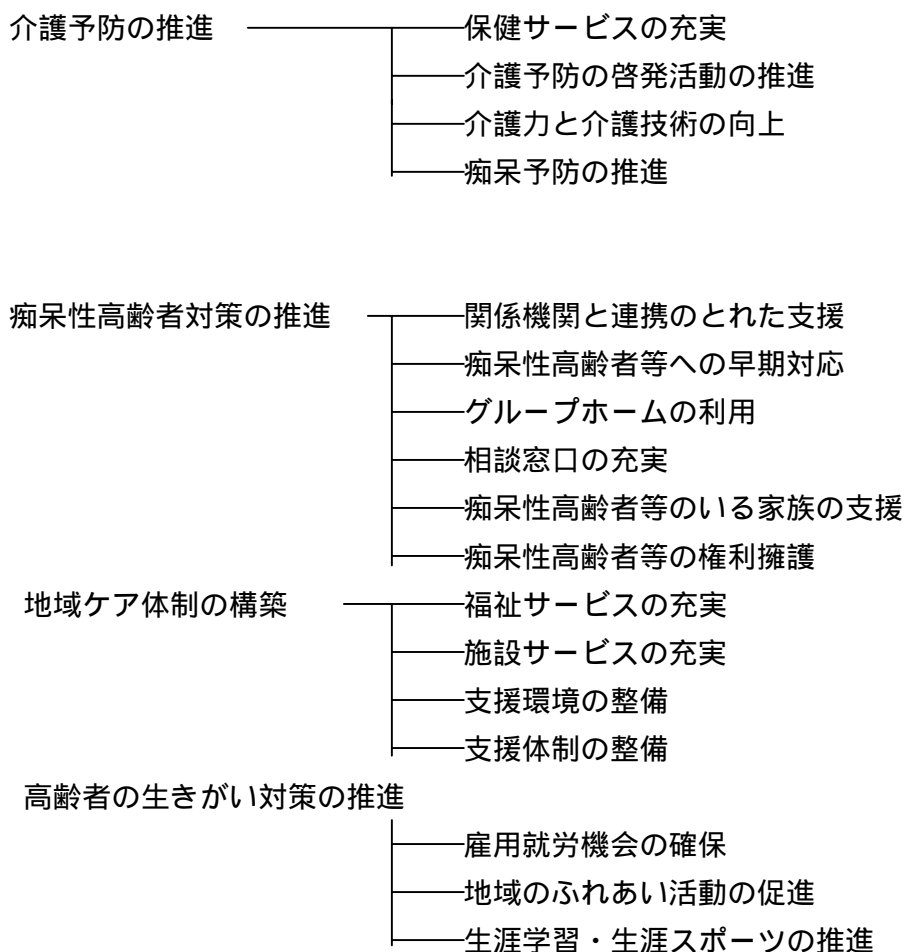 介護予防の推進 保健サービスの充実
介護予防の啓発活動の推進
介護力と介護技術の向上
痴呆予防の推進
痴呆性高齢者対策の推進 関係機関と連携のとれた支援
痴呆性高齢者等への早期対応
グループホームの利用
相談窓口の充実
痴呆性高齢者等のいる家族の支援
痴呆性高齢者等の権利擁護
地域ケア体制の構築 福祉サービスの充実
施設サービスの充実
支援環境の整備
支援体制の整備
高齢者の生きがい対策の推進
雇用就労機会の確保
地域のふれあい活動の促進
生涯学習・生涯スポーツの推進